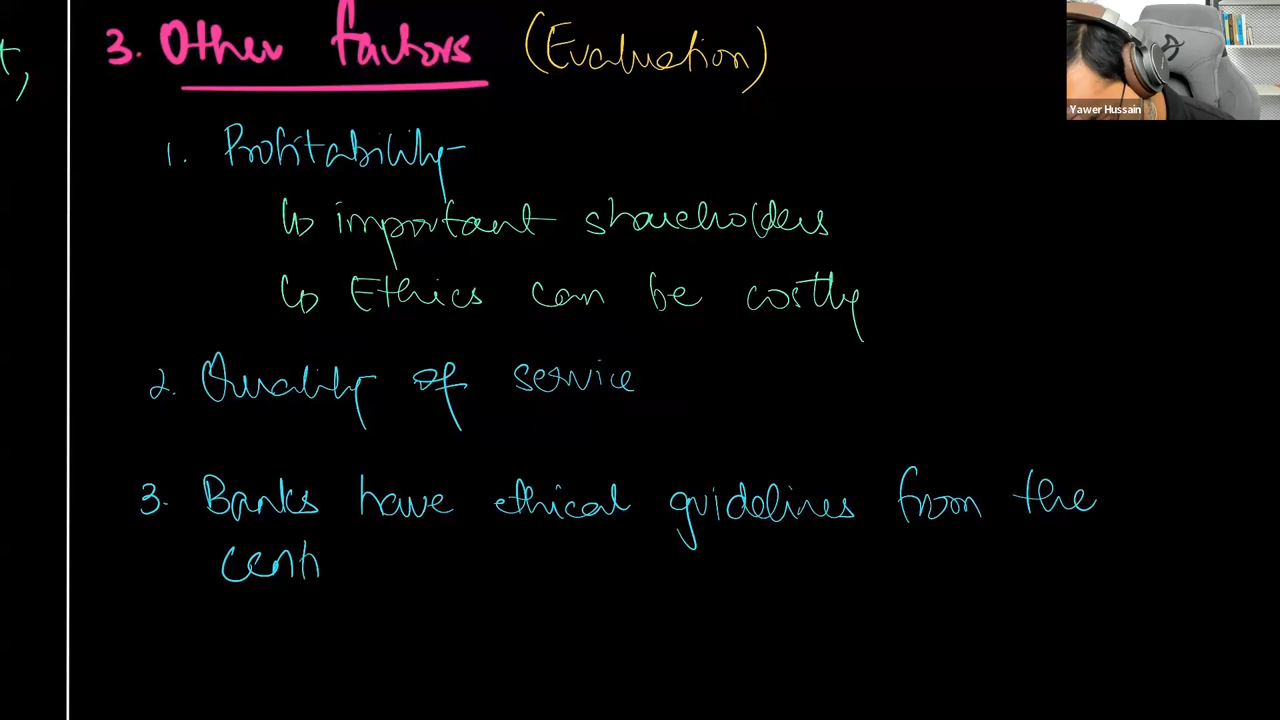 3. Other factors (Evaluation)
Yawer Hussain
1. Profitability
↳ important shareholders
↳ Ethics can be costly
2. Quality of service
3. Banks have ethical guidelines from the